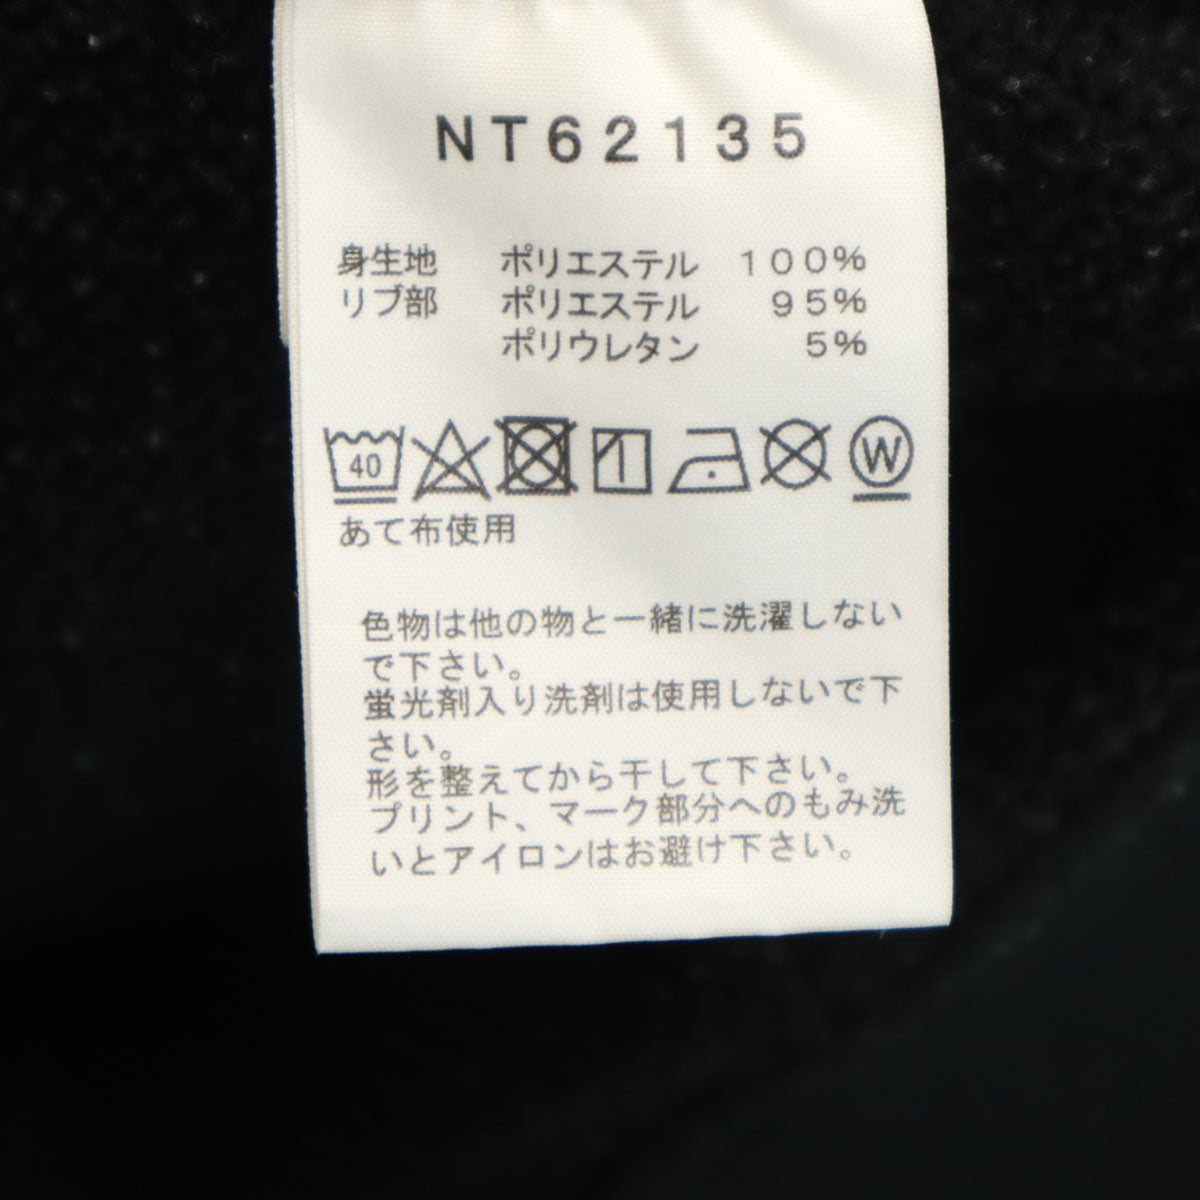 NT62135
身生地 ポリエステル 100%
リブ部 ポリエステル 95%
ポリウレタン 5%
40 W
あて布使用
色物は他の物と一緒に洗濯しない
で下さい。
蛍光剤入り洗剤は使用しないで下
さい。
形を整えてから干して下さい。
プリント、マーク部分へのもみ洗
いとアイロンはお避け下さい。